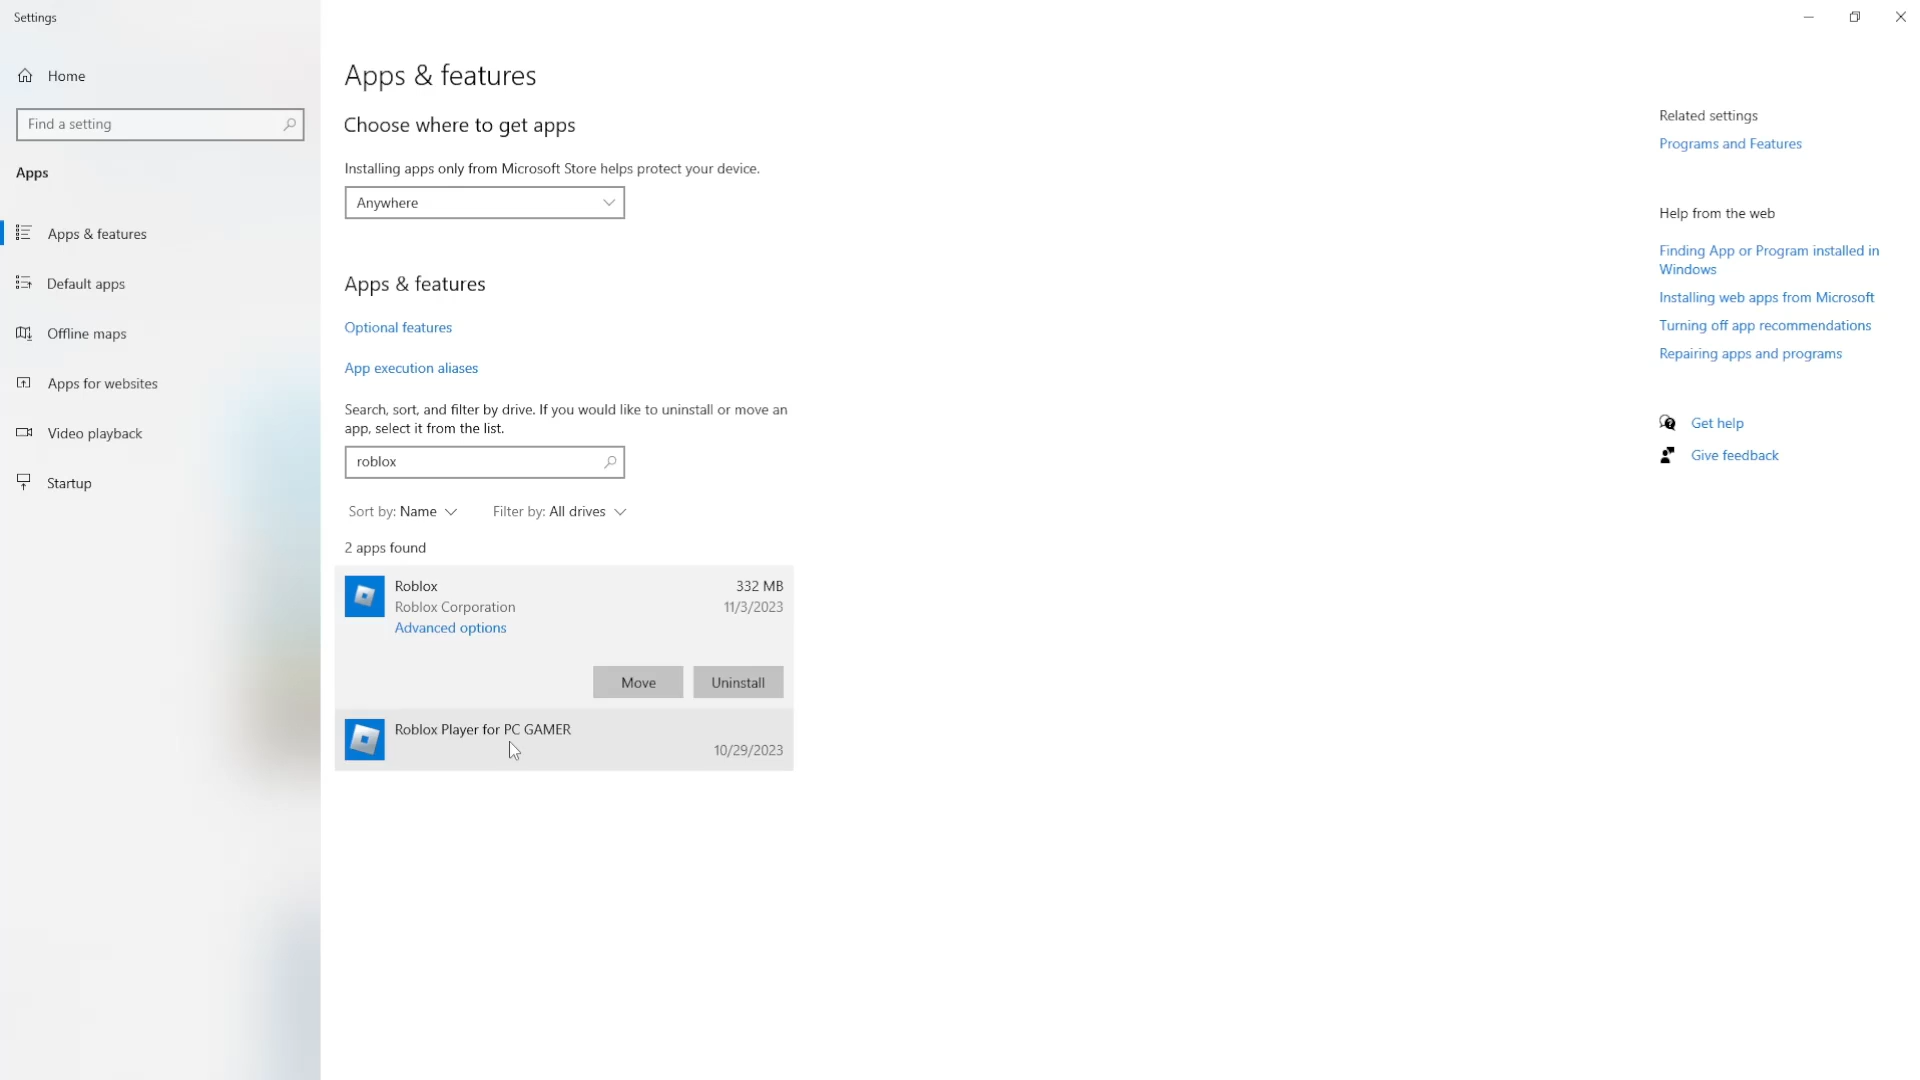 Settings
Home
Find a setting
Apps
Apps & features
Default apps
Offline maps
Apps for websites
Video playback
Startup
Apps & features
Choose where to get apps
Installing apps only from Microsoft Store helps protect your device.
Anywhere
Apps & features
Optional features
App execution aliases
Search, sort, and filter by drive. If you would like to uninstall or move an
app, select it from the list.
roblox
Sort by: Name
Filter by: All drives
2 apps found
Roblox
332 MB
Roblox Corporation
11/3/2023
Advanced options
Move
Uninstall
Roblox Player for PC GAMER
10/29/2023
Related settings
Programs and Features
Help from the web
Finding App or Program installed in
Windows
Installing web apps from Microsoft
Turning off app recommendations
Repairing apps and programs
Get help
Give feedback